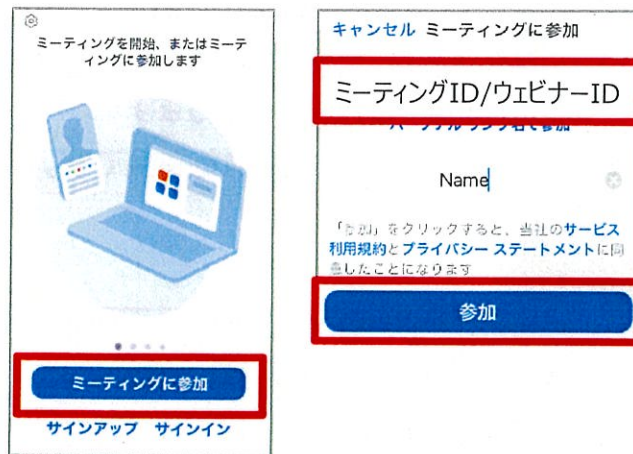 ミーティングを開始、またはミーテ
ィングに参加します
ミーティングに参加
サインアップ サインイン
キャンセル ミーティングに参加
ミーティングID/ウェビナーID
Name
「参加」をクリックすると、当社のサービス
利用規約とプライバシー ステートメントに同
意したことになります
参加